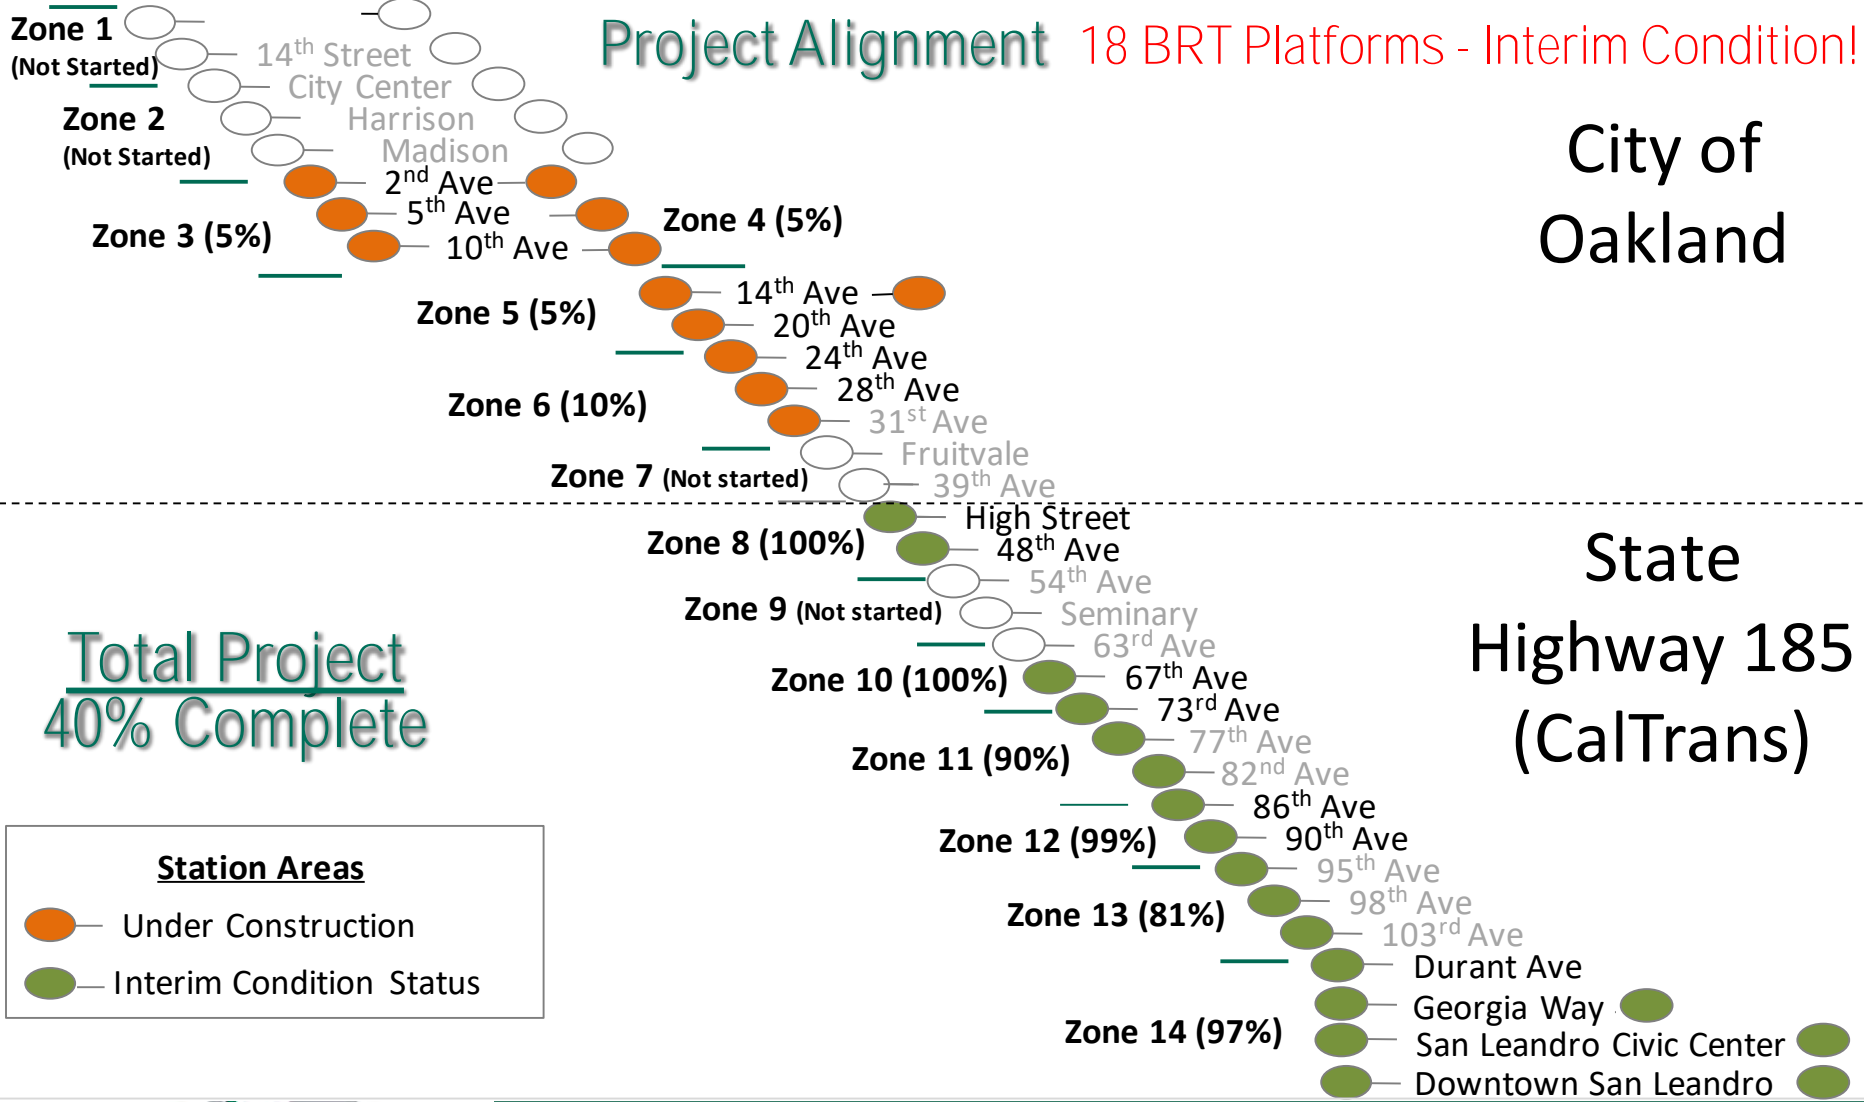 Project Alignment 18 BRT Platforms - Interim Condition!
Zone 1
(Not Started)
14th Street
City Center
Zone 2
(Not Started)
Harrison
Madison
2nd Ave
5th Ave
10th Ave
Zone 3 (5%)
Zone 4 (5%)
City of
Oakland
14th Ave
Zone 5 (5%)
20th Ave
24th Ave
28th Ave
Zone 6 (10%)
31st Ave
Fruitvale
Zone 7 (Not started)
39th Ave
High Street
Zone 8 (100%)
48th Ave
54th Ave
Zone 9 (Not started)
Seminary
63rd Ave
State
Highway 185
(CalTrans)
Total Project
40% Complete
Zone 10 (100%)
67th Ave
73rd Ave
77th Ave
Zone 11 (90%)
82nd Ave
86th Ave
Zone 12 (99%)
90th Ave
95th Ave
98th Ave
Zone 13 (81%)
103rd Ave
Durant Ave
Georgia Way
Zone 14 (97%)
San Leandro Civic Center
Downtown San Leandro
Station Areas
Under Construction
Interim Condition Status